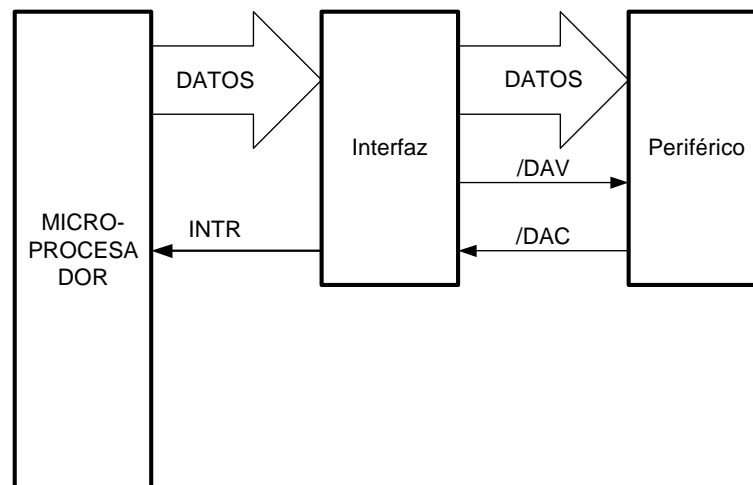 DATOS
DATOS
Interfaz
Periférico
/DAV
MICRO-
PROCESA
DOR
INTR
/DAC